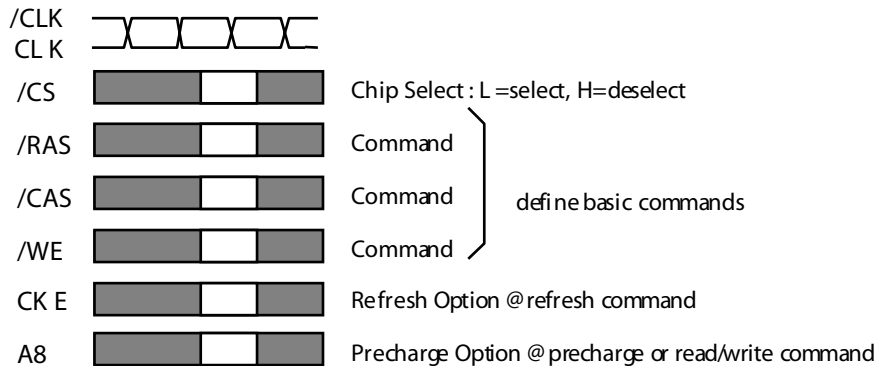 /CLK
CL K
/CS Chip Select : L =select, H=deselect
/RAS Command
/CAS Command define basic commands
/WE Command
CK E Refresh Option @ refresh command
A8 Precharge Option @ precharge or read/write command